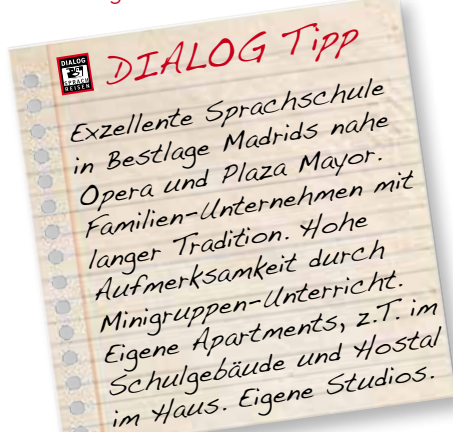 DIALOG
SPRACH
REISEN
DIALOG Tipp
Exzellente Sprachschule
in Bestlage Madrids nahe
Opera und Plaza Mayor.
Familien-Unternehmen mit
langer Tradition. Hohe
Aufmerksamkeit durch
Minigruppen-Unterricht.
Eigene Apartments, z.T. im
Schulgebäude und Hostal
im Haus. Eigene Studios.